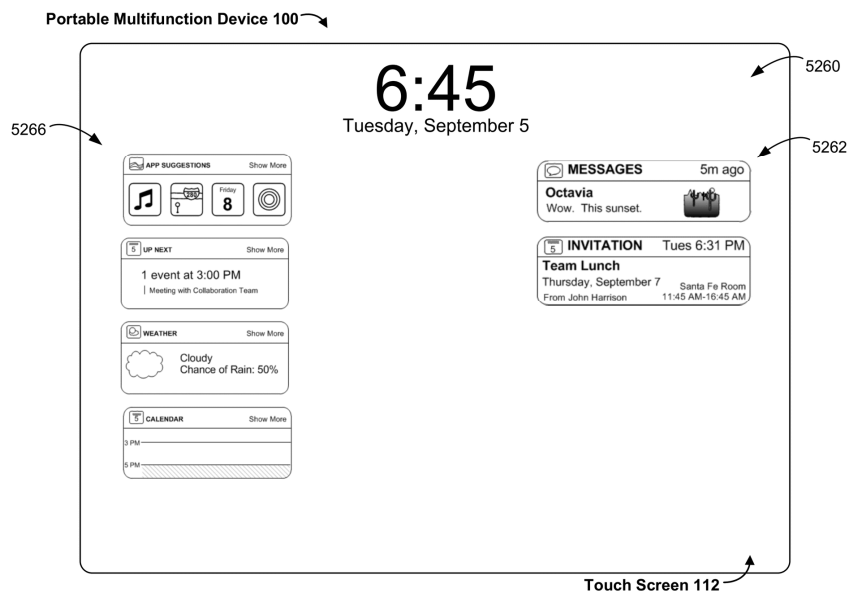 Portable Multifunction Device 100
5260
6:45
Tuesday, September 5
5266
5262
APP SUGGESTIONS Show More
280
Friday
8
5 UP NEXT Show More
1 event at 3:00 PM
Meeting with Collaboration Team
WEATHER Show More
Cloudy
Chance of Rain: 50%
5 CALENDAR Show More
3 PM
5 PM
MESSAGES 5m ago
Octavia
Wow. This sunset.
5 INVITATION Tues 6:31 PM
Team Lunch
Thursday, September 7 Santa Fe Room
From John Harrison 11:45 AM-16:45 AM
Touch Screen 112